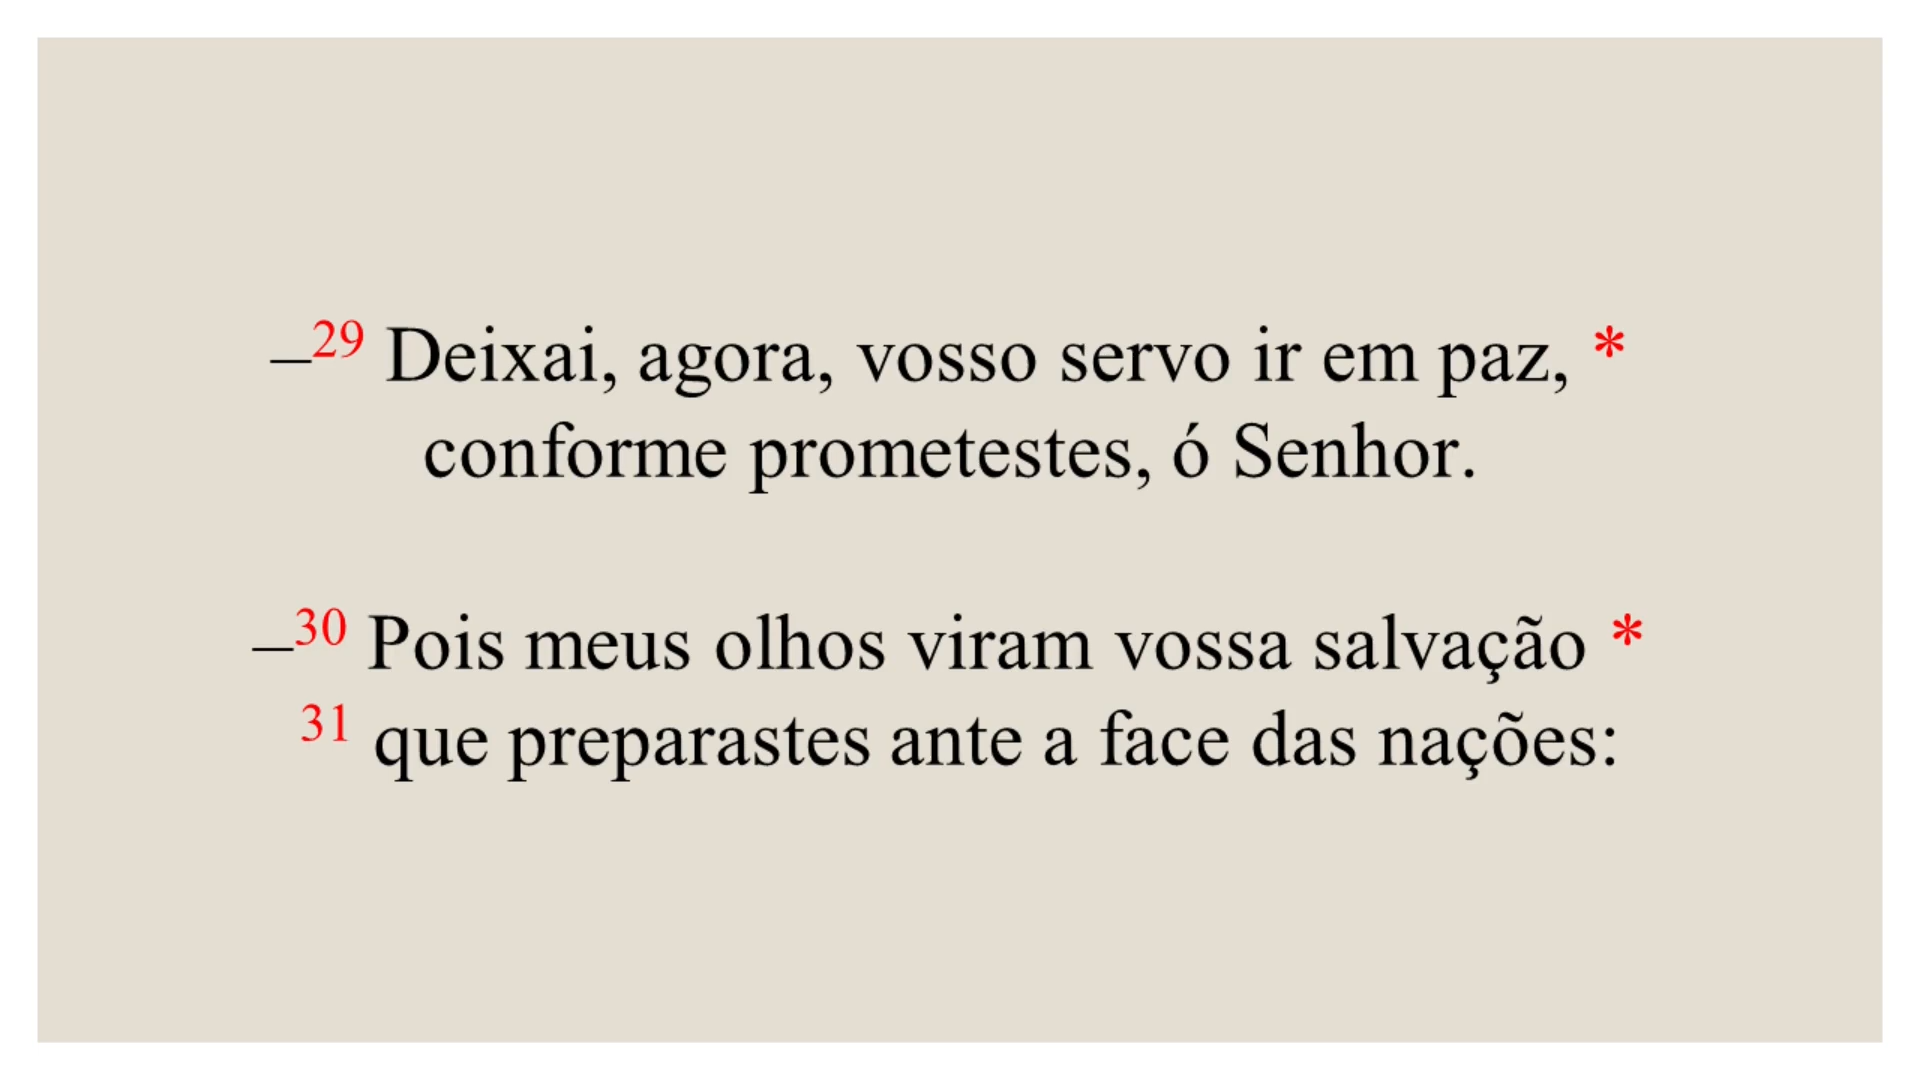 –29 Deixai, agora, vosso servo ir em paz, *
conforme prometestes, ó Senhor.
–30 Pois meus olhos viram vossa salvação *
31 que preparastes ante a face das nações: